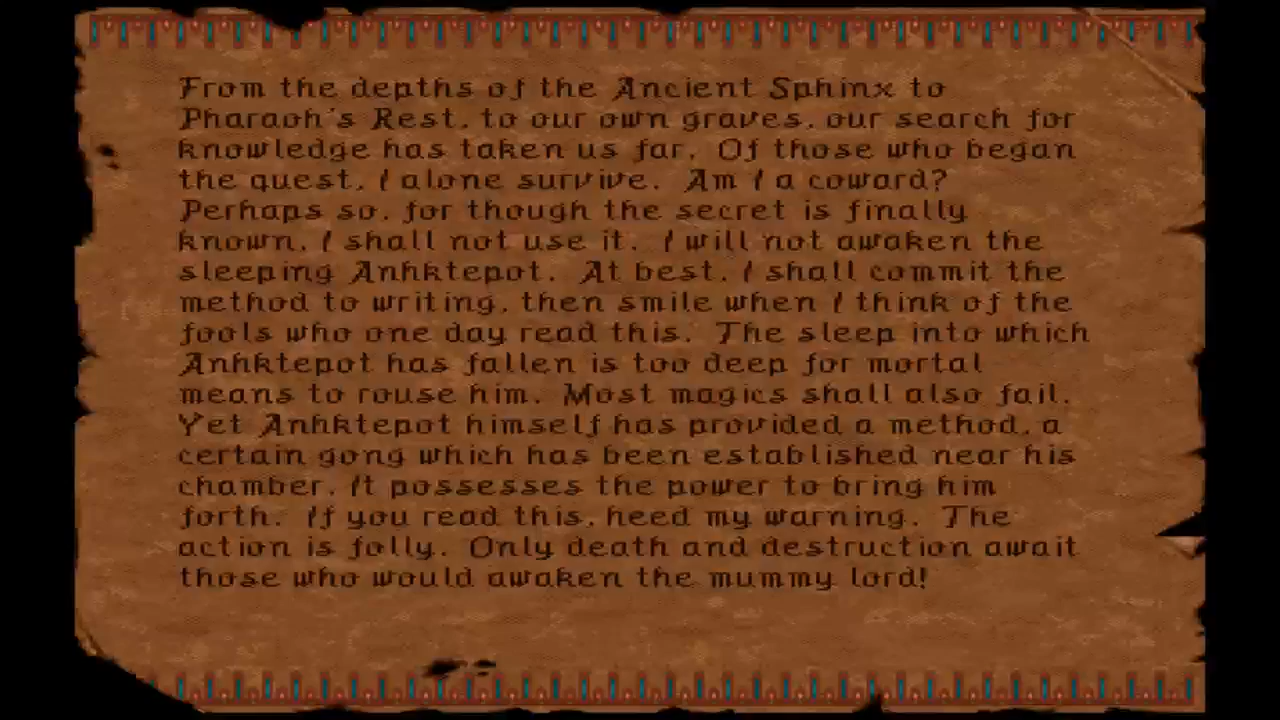 From the depths of the Ancient Sphinx to
Pharaoh's Rest, to our own graves, our search for
knowledge has taken us far. Of those who began
the quest, I alone survive. Am I a coward?
Perhaps so, for though the secret is finally
known, I shall not use it. I will not awaken the
sleeping Anhktepot. At best, I shall commit the
method to writing, then smile when I think of the
fools who one day read this. The sleep into which
Anhktepot has fallen is too deep for mortal
means to rouse him. Most magics shall also fail.
Yet Anhktepot himself has provided a method, a
certain gong which has been established near his
chamber. It possesses the power to bring him
forth. If you read this, heed my warning. The
action is folly. Only death and destruction await
those who would awaken the mummy lord!